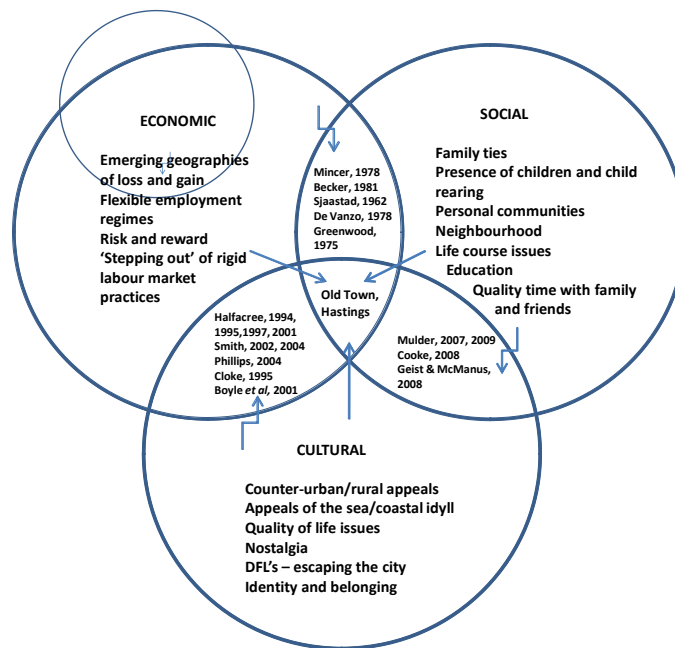 ECONOMIC
Emerging geographies
of loss and gain
Flexible employment
regimes
Risk and reward
‘Stepping out’ of rigid
labour market
practices
Mincer, 1978
Becker, 1981
Sjaastad, 1962
De Vanzo, 1978
Greenwood,
1975
SOCIAL
Family ties
Presence of children and child
rearing
Personal communities
Neighbourhood
Life course issues
Education
Quality time with family
and friends
Old Town,
Hastings
Halfacree, 1994,
1995,1997, 2001
Smith, 2002, 2004
Phillips, 2004
Cloke, 1995
Boyle et al, 2001
Mulder, 2007, 2009
Cooke, 2008
Geist & McManus,
2008
CULTURAL
Counter-urban/rural appeals
Appeals of the sea/coastal idyll
Quality of life issues
Nostalgia
DFL’s – escaping the city
Identity and belonging